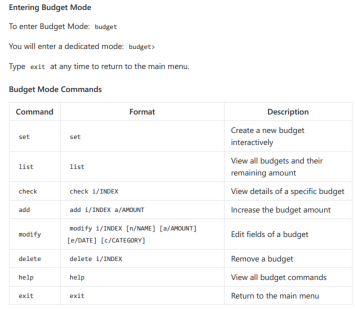 Entering Budget Mode
To enter Budget Mode: budget
You will enter a dedicated mode: budget>
Type exit at any time to return to the main menu.
Budget Mode Commands
Command Format Description
set set Create a new budget
interactively
list list View all budgets and their
remaining amount
check check i/INDEX View details of a specific budget
add add i/INDEX a/AMOUNT Increase the budget amount
modify modify i/INDEX [n/NAME] [a/AMOUNT]
[e/DATE] [c/CATEGORY] Edit fields of a budget
delete delete i/INDEX Remove a budget
help help View all budget commands
exit exit Return to the main menu